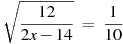 √(12/(2x − 14)) = 1/10